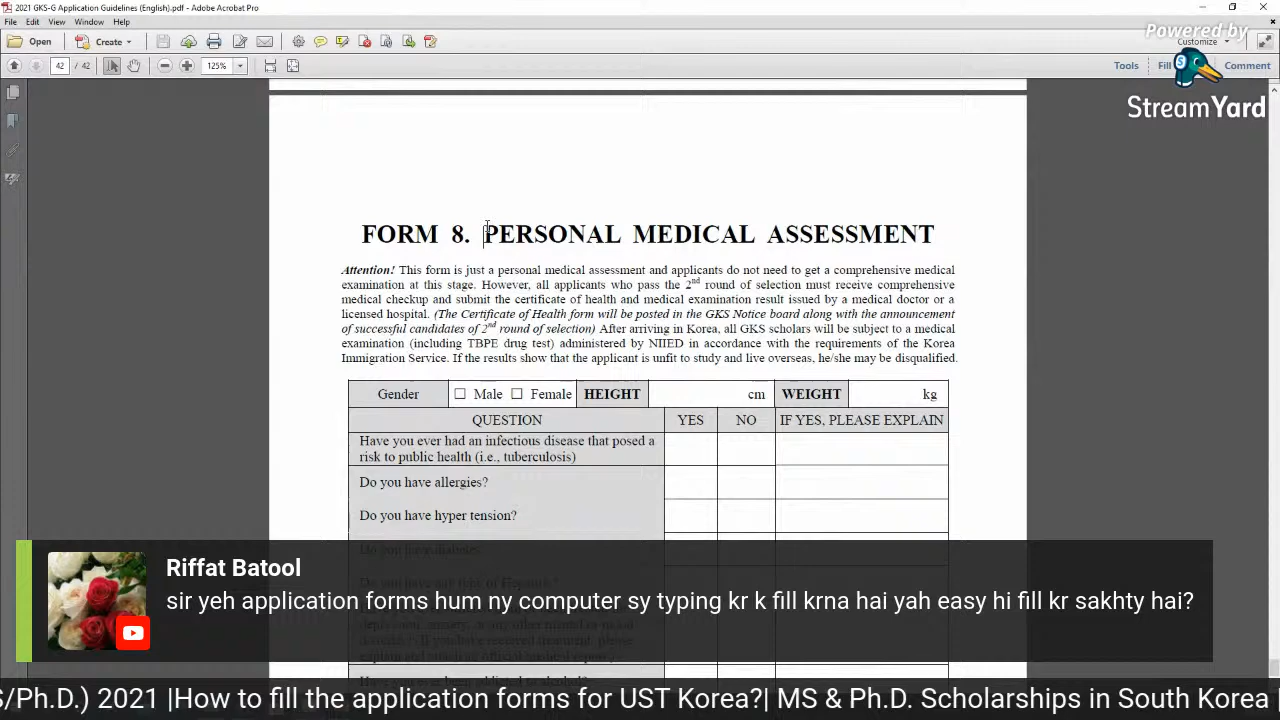 2021 GKS-G Application Guidelines (English).pdf - Adobe Acrobat Pro
File Edit View Window Help
Powered by
Open Create Customize
42 / 42 125% Tools Fill Comment
StreamYard
FORM 8. PERSONAL MEDICAL ASSESSMENT
Attention! This form is just a personal medical assessment and applicants do not need to get a comprehensive medical
examination at this stage. However, all applicants who pass the 2nd round of selection must receive comprehensive
medical checkup and submit the certificate of health and medical examination result issued by a medical doctor or a
licensed hospital. (The Certificate of Health form will be posted in the GKS Notice board along with the announcement
of successful candidates of 2nd round of selection) After arriving in Korea, all GKS scholars will be subject to a medical
examination (including TBPE drug test) administered by NIIED in accordance with the requirements of the Korea
Immigration Service. If the results show that the applicant is unfit to study and live overseas, he/she may be disqualified.
Gender ☐ Male ☐ Female HEIGHT cm WEIGHT kg
QUESTION YES NO IF YES, PLEASE EXPLAIN
Have you ever had an infectious disease that posed a
risk to public health (i.e., tuberculosis)
Do you have allergies?
Do you have hyper tension?
Riffat Batool
sir yeh application forms hum ny computer sy typing kr k fill krna hai yah easy hi fill kr sakhty hai?
S/Ph.D.) 2021 |How to fill the application forms for UST Korea?| MS & Ph.D. Scholarships in South Korea